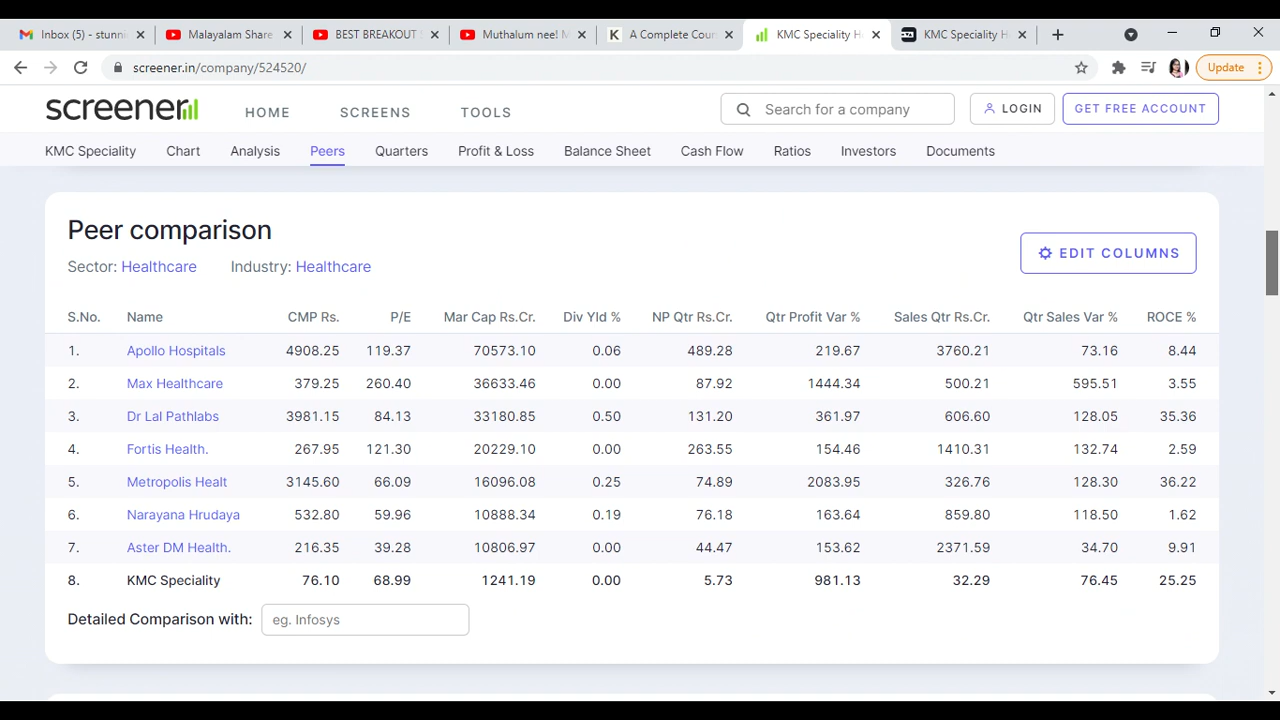 Inbox (5) - stunni
Malayalam Share
BEST BREAKOUT S
Muthalum nee! M
A Complete Cour
KMC Speciality H
KMC Speciality H
screener.in/company/524520/
Update
screener
HOME
SCREENS
TOOLS
Search for a company
LOGIN
GET FREE ACCOUNT
KMC Speciality Chart Analysis Peers Quarters Profit & Loss Balance Sheet Cash Flow Ratios Investors Documents
Peer comparison
Sector: Healthcare Industry: Healthcare
EDIT COLUMNS
S.No. Name CMP Rs. P/E Mar Cap Rs.Cr. Div Yld % NP Qtr Rs.Cr. Qtr Profit Var % Sales Qtr Rs.Cr. Qtr Sales Var % ROCE %
1. Apollo Hospitals 4908.25 119.37 70573.10 0.06 489.28 219.67 3760.21 73.16 8.44
2. Max Healthcare 379.25 260.40 36633.46 0.00 87.92 1444.34 500.21 595.51 3.55
3. Dr Lal Pathlabs 3981.15 84.13 33180.85 0.50 131.20 361.97 606.60 128.05 35.36
4. Fortis Health. 267.95 121.30 20229.10 0.00 263.55 154.46 1410.31 132.74 2.59
5. Metropolis Healt 3145.60 66.09 16096.08 0.25 74.89 2083.95 326.76 128.30 36.22
6. Narayana Hrudaya 532.80 59.96 10888.34 0.19 76.18 163.64 859.80 118.50 1.62
7. Aster DM Health. 216.35 39.28 10806.97 0.00 44.47 153.62 2371.59 34.70 9.91
8. KMC Speciality 76.10 68.99 1241.19 0.00 5.73 981.13 32.29 76.45 25.25
Detailed Comparison with: eg. Infosys